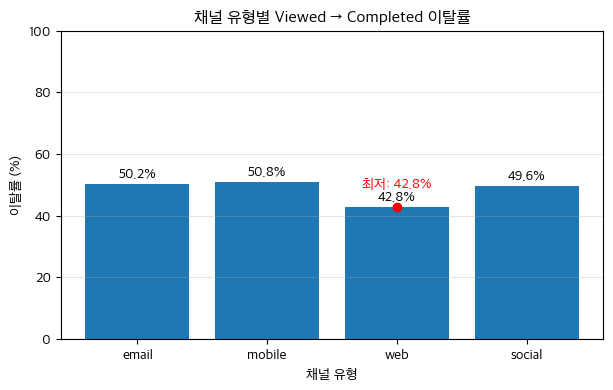 채널 유형별 Viewed → Completed 이탈률
이탈률 (%)
100
80
60
40
20
0
50.2%
50.8%
최저: 42.8%
42.8%
49.6%
email
mobile
web
social
채널 유형